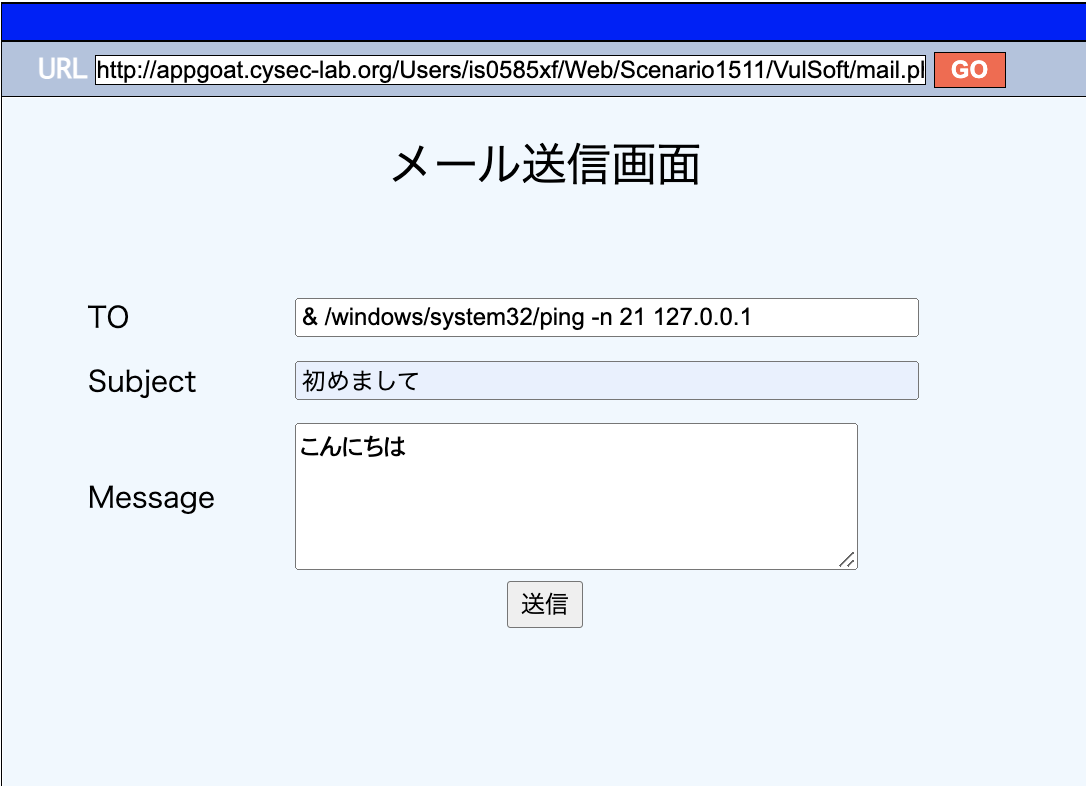 URL http://appgoat.cysec-lab.org/Users/is0585xf/Web/Scenario1511/VulSoft/mail.pl GO
メール送信画面
TO & /windows/system32/ping -n 21 127.0.0.1
Subject 初めまして
Message こんにちは
送信